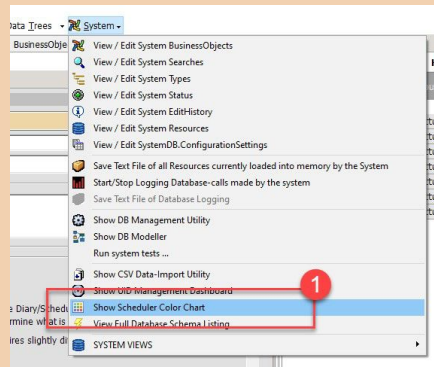 Data Trees System
BusinessObje
View / Edit System BusinessObjects
View / Edit System Searches
View / Edit System Types
View / Edit System Status
View / Edit System EditHistory
View / Edit System Resources
View / Edit SystemDB.ConfigurationSettings
Save Text File of all Resources currently loaded into memory by the System
Start/Stop Logging Database-calls made by the system
Save Text File of Database Logging
Show DB Management Utility
Show DB Modeller
Run system tests ...
Show CSV Data-Import Utility
Show UID Management Dashboard
1
e Diary/Schedu
Show Scheduler Color Chart
rmine what is
View Full Database Schema Listing
ires slightly di
SYSTEM VIEWS